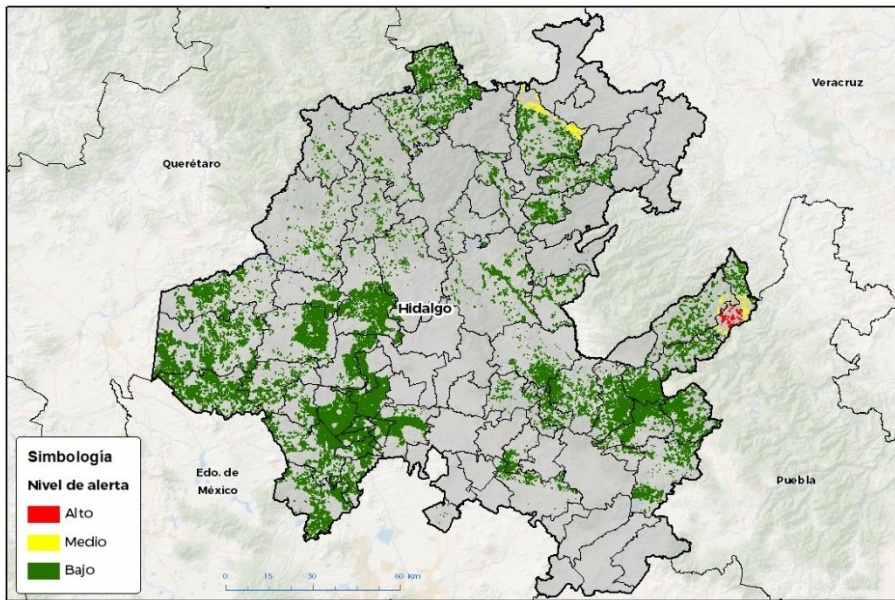 Veracruz
Querétaro
Hidalgo
Edo. de
México
Puebla
Simbología
Nivel de alerta
Alto
Medio
Bajo
0 15 30 60 Km